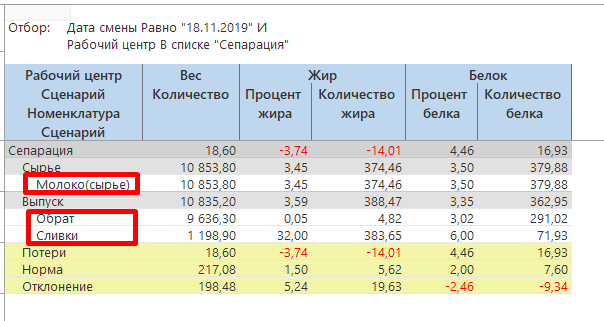 Отбор: Дата смены Равно "18.11.2019" И
Рабочий центр В списке "Сепарация"
Рабочий центр Вес Жир Белок
Сценарий Количество Процент Количество Процент Количество
Номенклатура жира жира белка белка
Сценарий
Сепарация 18,60 -3,74 -14,01 4,46 16,93
Сырье 10 853,80 3,45 374,46 3,50 379,88
Молоко(сырье) 10 853,80 3,45 374,46 3,50 379,88
Выпуск 10 835,20 3,59 388,47 3,35 362,95
Обрат 9 636,30 0,05 4,82 3,02 291,02
Сливки 1 198,90 32,00 383,65 6,00 71,93
Потери 18,60 -3,74 -14,01 4,46 16,93
Норма 217,08 1,50 5,62 2,00 7,60
Отклонение 198,48 5,24 19,63 -2,46 -9,34